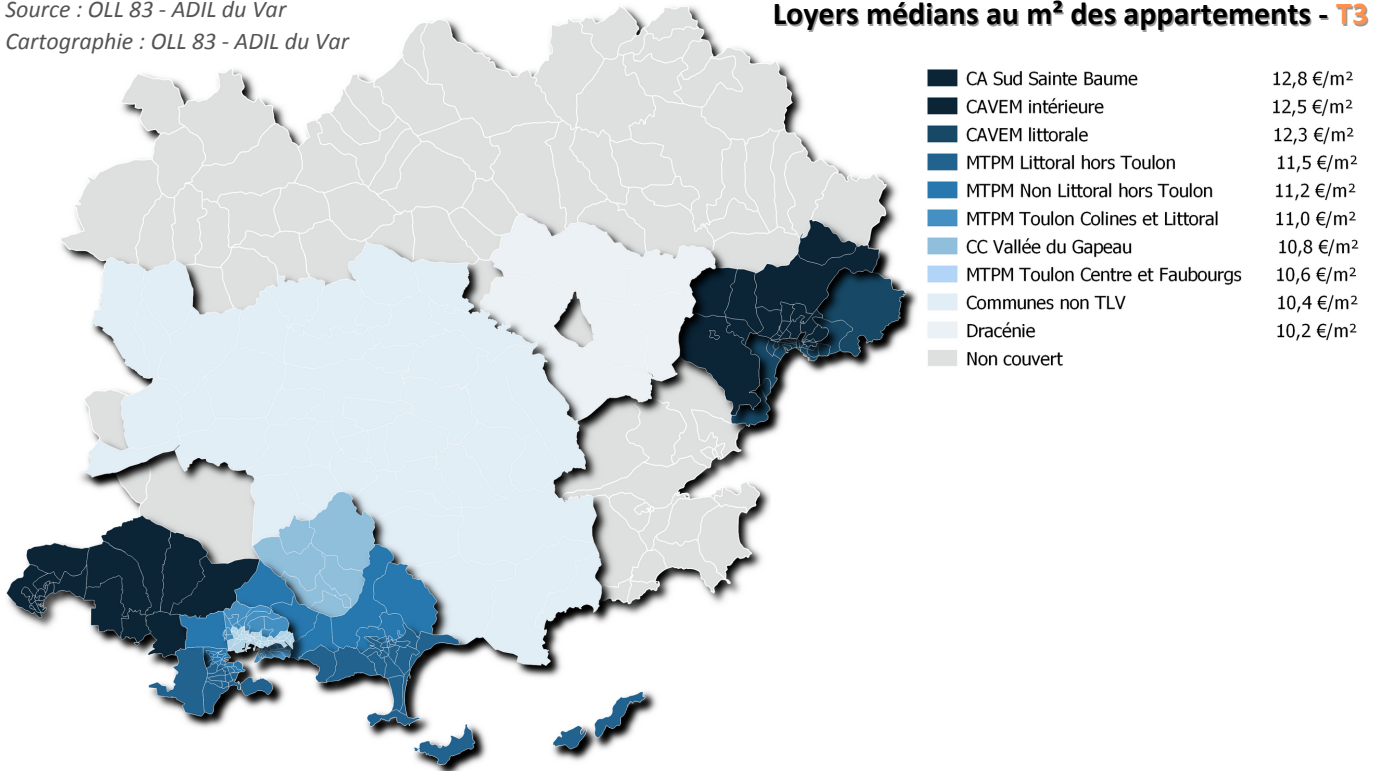 Source : OLL 83 - ADIL du Var
Cartographie : OLL 83 - ADIL du Var
Loyers médians au m² des appartements - T3
CA Sud Sainte Baume 12,8 €/m²
CAVEM intérieure 12,5 €/m²
CAVEM littorale 12,3 €/m²
MTPM Littoral hors Toulon 11,5 €/m²
MTPM Non Littoral hors Toulon 11,2 €/m²
MTPM Toulon Colines et Littoral 11,0 €/m²
CC Vallée du Gapeau 10,8 €/m²
MTPM Toulon Centre et Faubourgs 10,6 €/m²
Communes non TLV 10,4 €/m²
Dracénie 10,2 €/m²
Non couvert